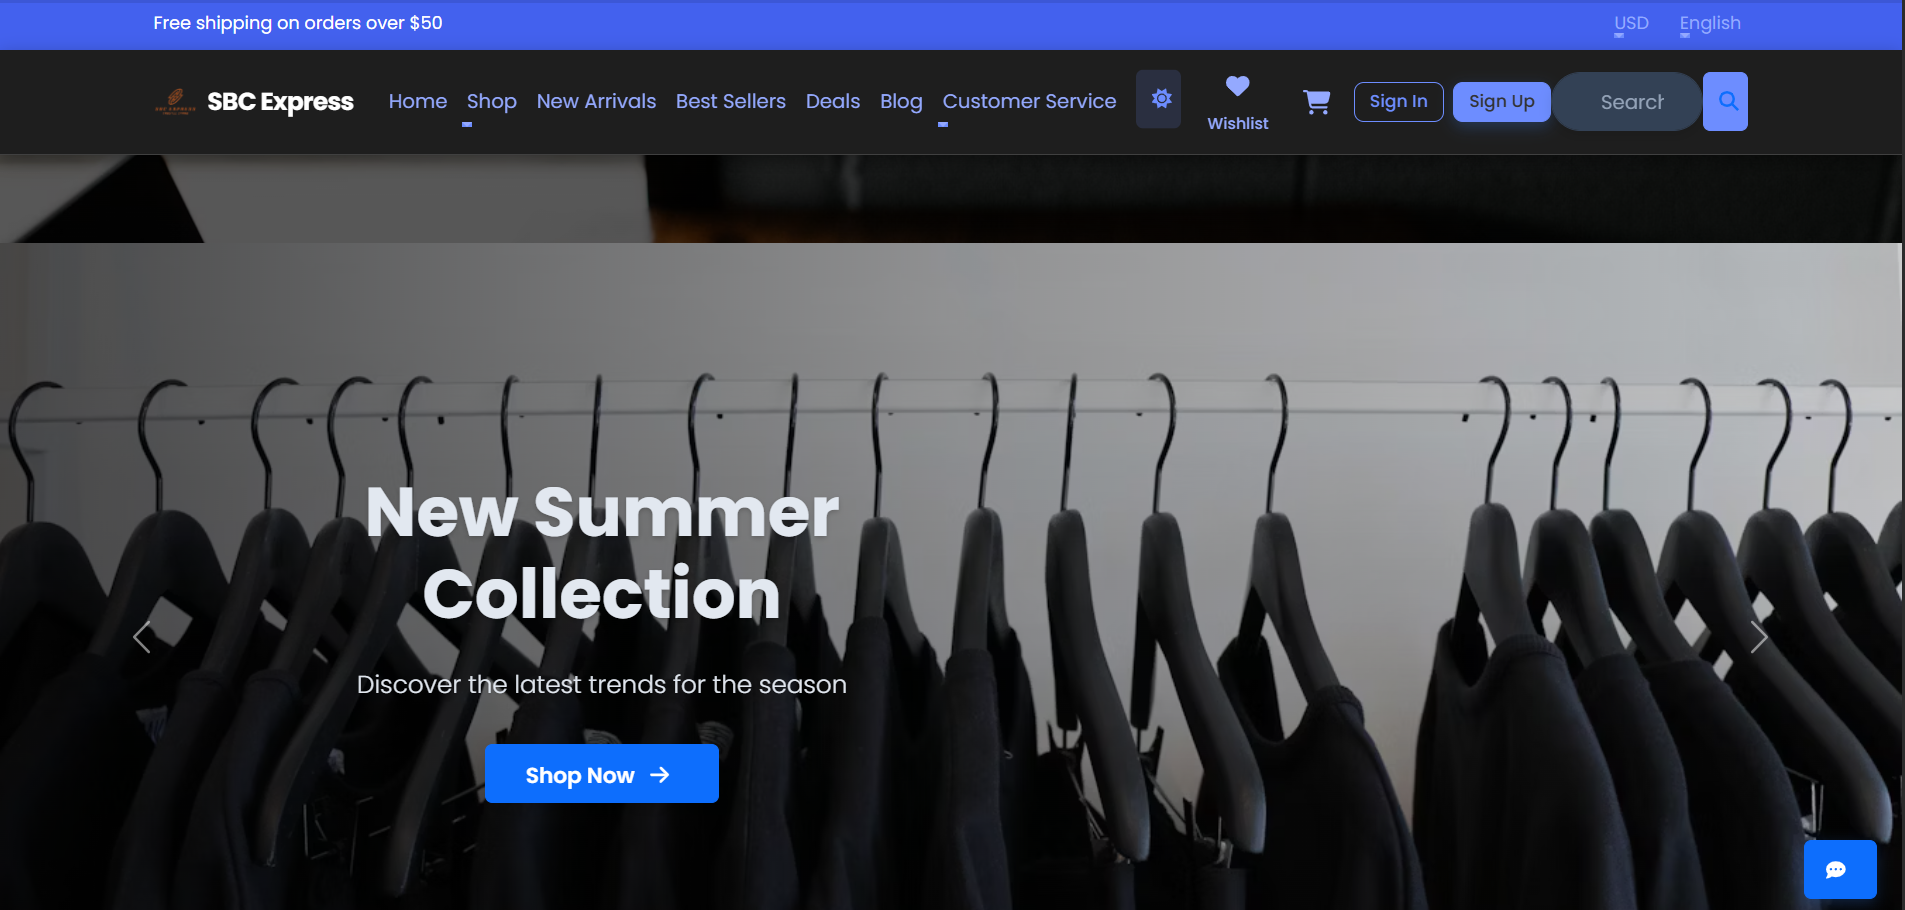 Free shipping on orders over $50
USD
English
SBC Express
Home
Shop
New Arrivals
Best Sellers
Deals
Blog
Customer Service
Wishlist
Sign In
Sign Up
Search
New Summer
Collection
Discover the latest trends for the season
Shop Now